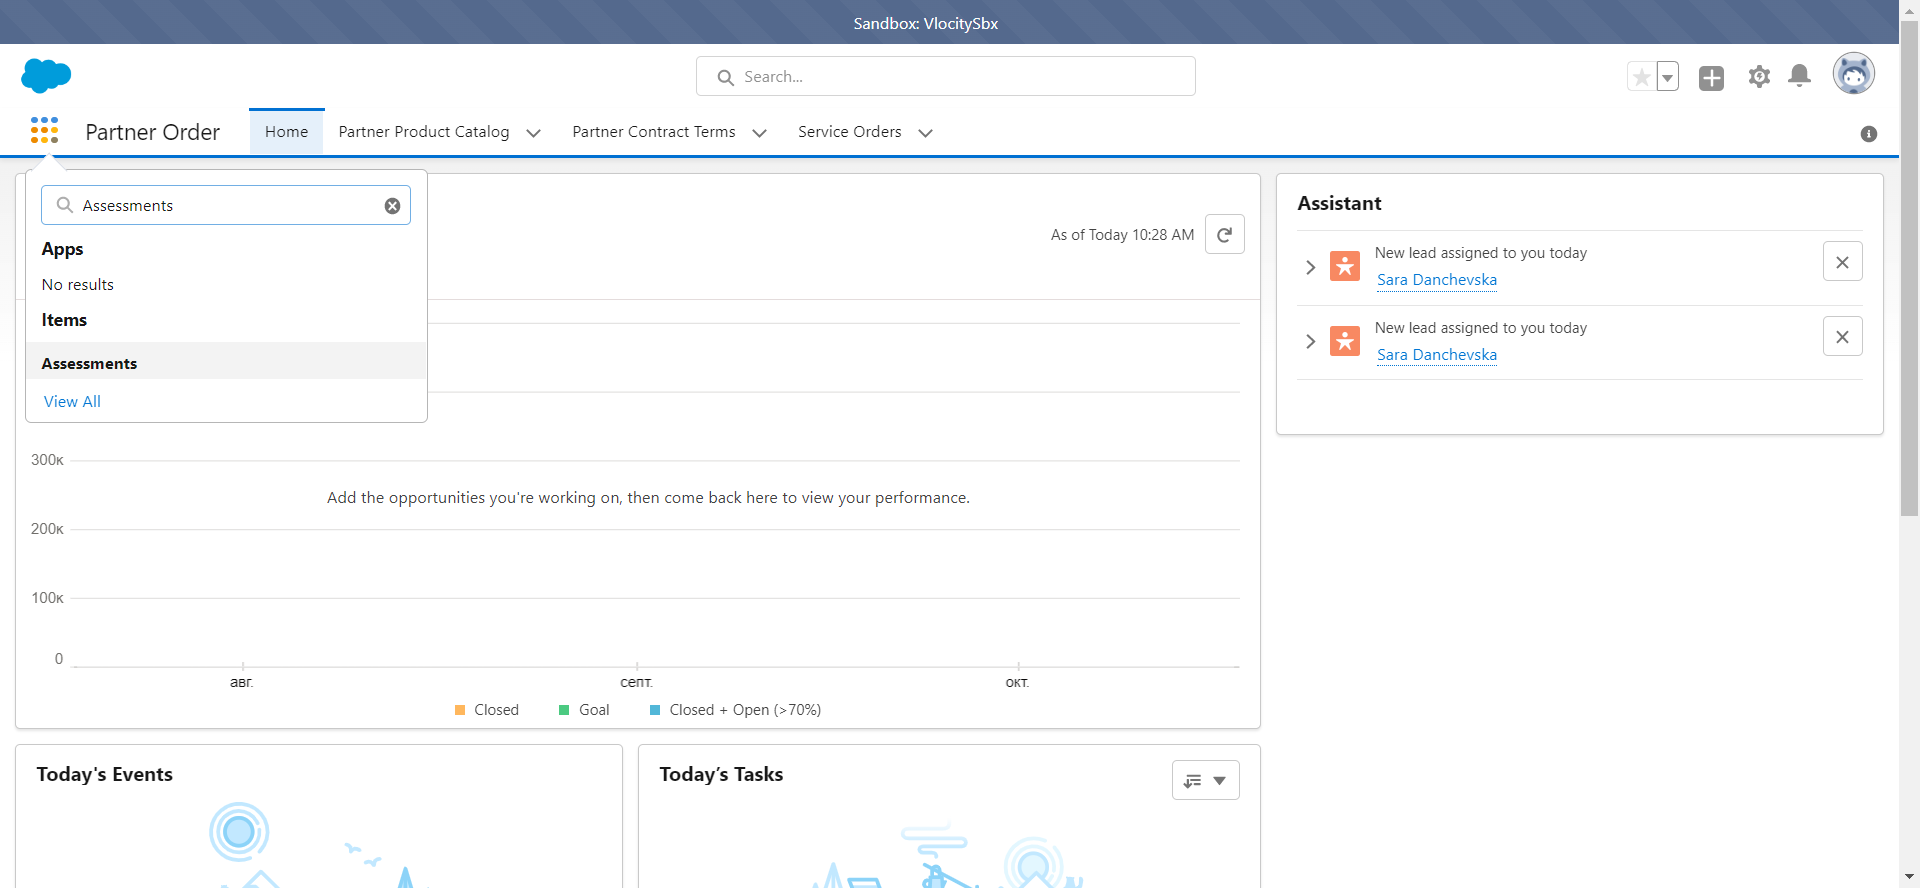 Sandbox: VlocitySbx
Search...
Partner Order
Home
Partner Product Catalog
Partner Contract Terms
Service Orders
Assessments
Apps
No results
Items
Assessments
View All
As of Today 10:28 AM
300к
200к
100к
0
Add the opportunities you're working on, then come back here to view your performance.
авг.
септ.
окт.
Closed
Goal
Closed + Open (>70%)
Assistant
New lead assigned to you today
Sara Danchevska
New lead assigned to you today
Sara Danchevska
Today's Events
Today’s Tasks